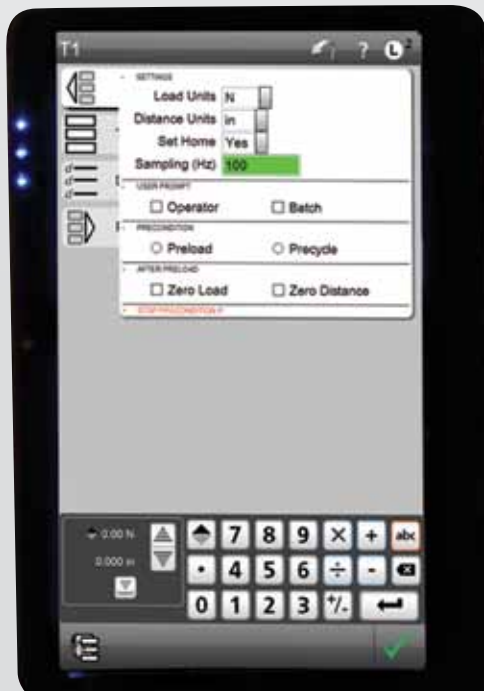 T1 ? L²
SETTINGS
Load Units N
Distance Units in
Set Home Yes
Sampling (Hz) 100
USER PROMPT
Operator Batch
PRECONDITION
Preload Precycle
AFTER PRELOAD
Zero Load Zero Distance
0.00 N
0.000 in
7 8 9 × + abc
. 4 5 6 ÷ -
0 1 2 3 +/-